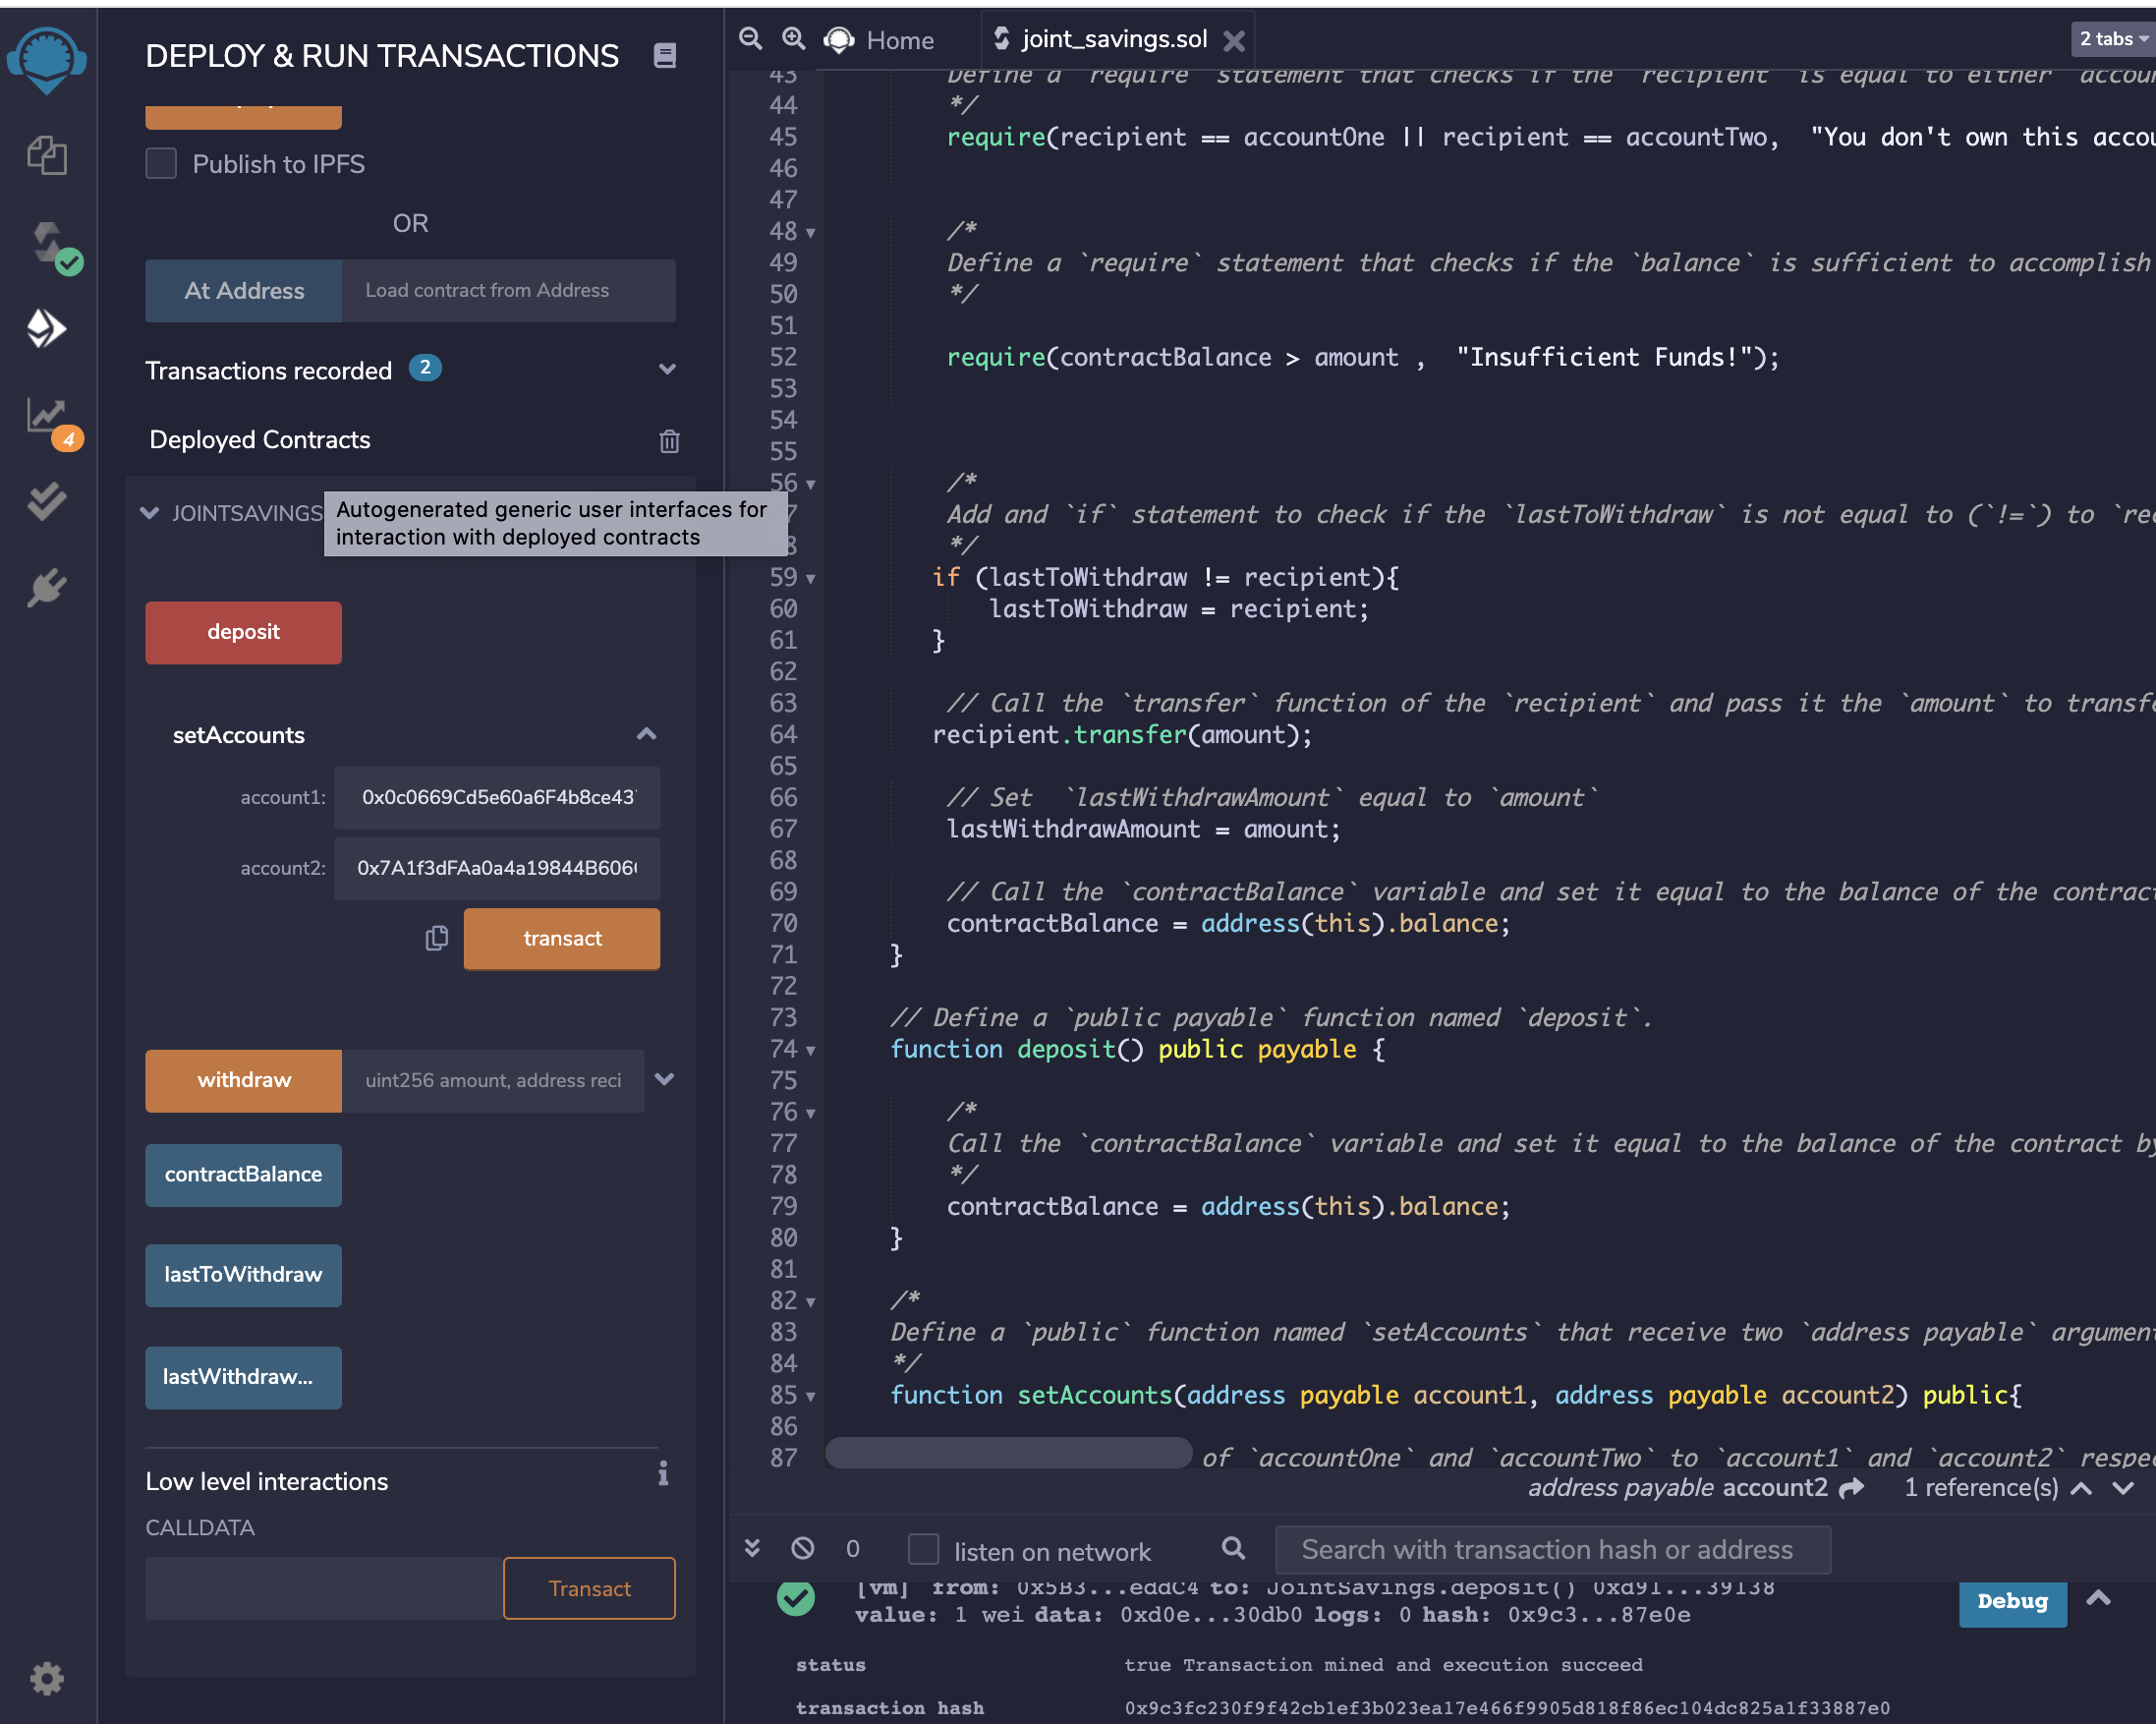 DEPLOY & RUN TRANSACTIONS
Publish to IPFS
OR
At Address
Load contract from Address
Transactions recorded 2
Deployed Contracts
JOINTSAVINGS
Autogenerated generic user interfaces for
interaction with deployed contracts
deposit
setAccounts
account1: 0x0c0669Cd5e60a6F4b8ce43
account2: 0x7A1f3dFAa0a4a19844B606
transact
withdraw
uint256 amount, address reci
contractBalance
lastToWithdraw
lastWithdraw...
Low level interactions
i
CALLDATA
Transact
4
Home
joint_savings.sol
2 tabs
43 Define a `require` statement that checks if the `recipient` is equal to either `accou
44 */
45 require(recipient == accountOne || recipient == accountTwo, "You don't own this accou
46
47
48 /*
49 Define a `require` statement that checks if the `balance` is sufficient to accomplish
50 */
51
52 require(contractBalance > amount , "Insufficient Funds!");
53
54
55
56 /*
7 Add and `if` statement to check if the `lastToWithdraw` is not equal to (`!=`) to `re
8 */
59 if (lastToWithdraw != recipient){
60 lastToWithdraw = recipient;
61 }
62
63 // Call the `transfer` function of the `recipient` and pass it the `amount` to transf
64 recipient.transfer(amount);
65
66 // Set `lastWithdrawAmount` equal to `amount`
67 lastWithdrawAmount = amount;
68
69 // Call the `contractBalance` variable and set it equal to the balance of the contrac
70 contractBalance = address(this).balance;
71 }
72
73 // Define a `public payable` function named `deposit`.
74 function deposit() public payable {
75
76 /*
77 Call the `contractBalance` variable and set it equal to the balance of the contract b
78 */
79 contractBalance = address(this).balance;
80 }
81
82 /*
83 Define a `public` function named `setAccounts` that receive two `address payable` argumen
84 */
85 function setAccounts(address payable account1, address payable account2) public{
86
87 of `accountOne` and `accountTwo` to `account1` and `account2` respe
address payable account2 1 reference(s)
0 listen on network
Search with transaction hash or address
[vm] from: 0x5B3...eddC4 to: JointSavings.deposit() 0xd91...39138
value: 1 wei data: 0xd0e...30db0 logs: 0 hash: 0x9c3...87e0e
Debug
status true Transaction mined and execution succeed
transaction hash 0x9c3fc230f9f42cb1ef3b023ea17e466f9905d818f86ec104dc825a1f33887e0